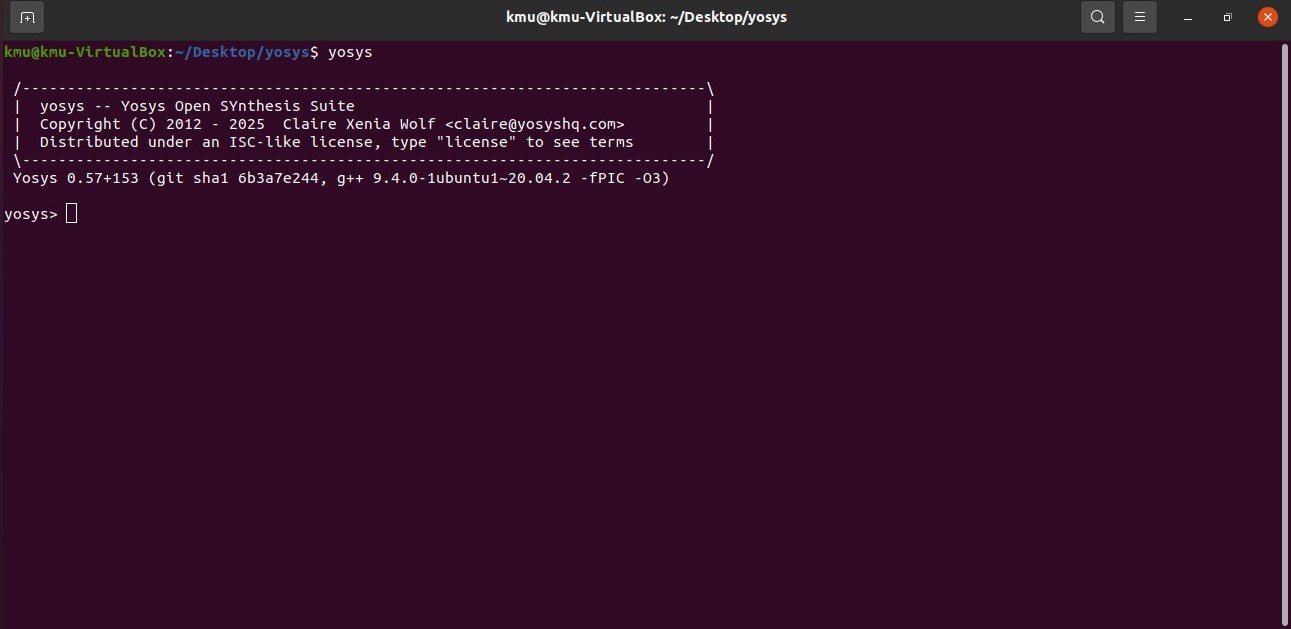 kmu@kmu-VirtualBox: ~/Desktop/yosys
kmu@kmu-VirtualBox:~/Desktop/yosys$ yosys
/----------------------------------------------------------------------------\
| yosys -- Yosys Open SYnthesis Suite |
| Copyright (C) 2012 - 2025 Claire Xenia Wolf <claire@yosyshq.com> |
| Distributed under an ISC-like license, type "license" to see terms |
\----------------------------------------------------------------------------/
Yosys 0.57+153 (git sha1 6b3a7e244, g++ 9.4.0-1ubuntu1~20.04.2 -fPIC -O3)
yosys>